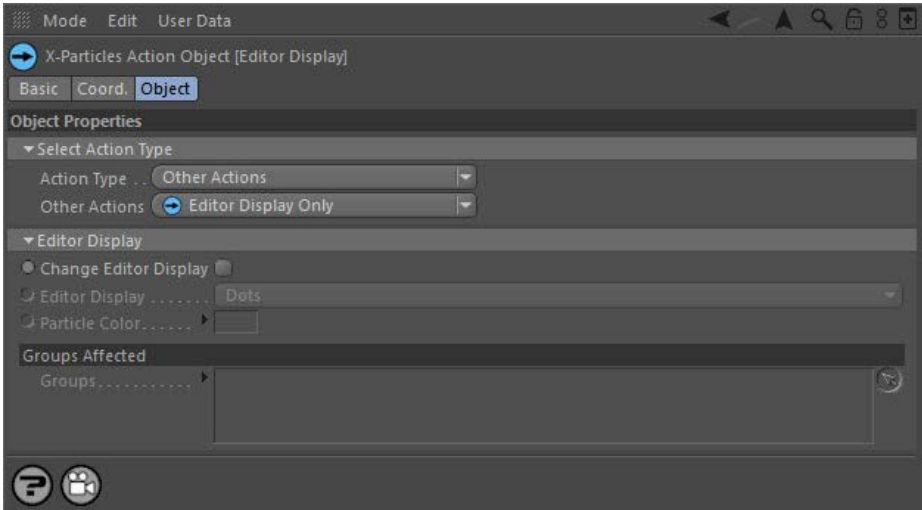 Mode Edit User Data
X-Particles Action Object [Editor Display]
Basic Coord. Object
Object Properties
Select Action Type
Action Type . . Other Actions
Other Actions Editor Display Only
Editor Display
Change Editor Display
Editor Display . . . . . . . Dots
Particle Color. . . . . .
Groups Affected
Groups. . . . . . . . . . .